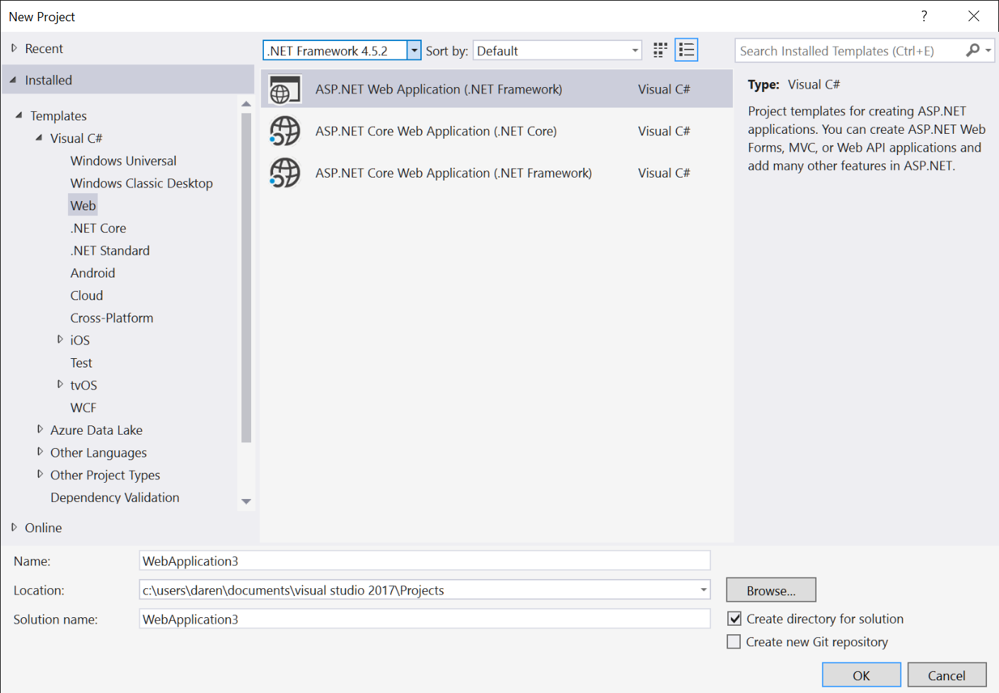 New Project
?
Recent
Installed
Templates
Visual C#
Windows Universal
Windows Classic Desktop
Web
.NET Core
.NET Standard
Android
Cloud
Cross-Platform
iOS
Test
tvOS
WCF
Azure Data Lake
Other Languages
Other Project Types
Dependency Validation
Online
.NET Framework 4.5.2
Sort by:
Default
ASP.NET Web Application (.NET Framework)
Visual C#
ASP.NET Core Web Application (.NET Core)
Visual C#
ASP.NET Core Web Application (.NET Framework)
Visual C#
Search Installed Templates (Ctrl+E)
Type: Visual C#
Project templates for creating ASP.NET
applications. You can create ASP.NET Web
Forms, MVC, or Web API applications and
add many other features in ASP.NET.
Name:
WebApplication3
Location:
c:\users\daren\documents\visual studio 2017\Projects
Browse...
Solution name:
WebApplication3
Create directory for solution
Create new Git repository
OK
Cancel